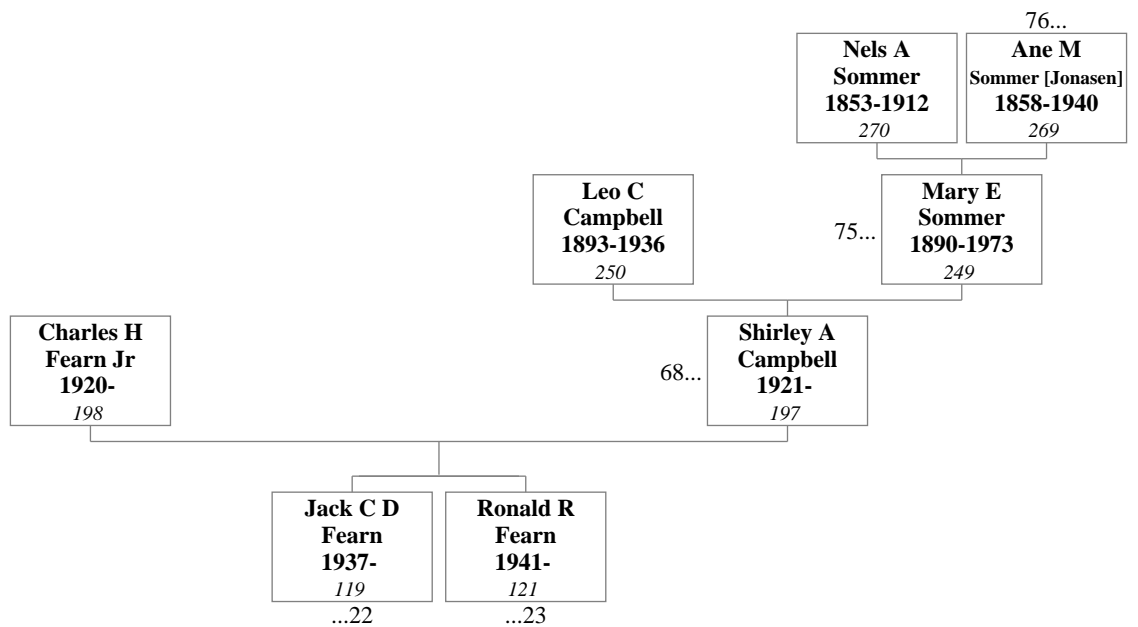 76...
Nels A
Sommer
1853-1912
270
Ane M
Sommer [Jonasen]
1858-1940
269
Leo C
Campbell
1893-1936
250
75...
Mary E
Sommer
1890-1973
249
Charles H
Fearn Jr
1920-
198
68...
Shirley A
Campbell
1921-
197
Jack C D
Fearn
1937-
119
...22
Ronald R
Fearn
1941-
121
...23